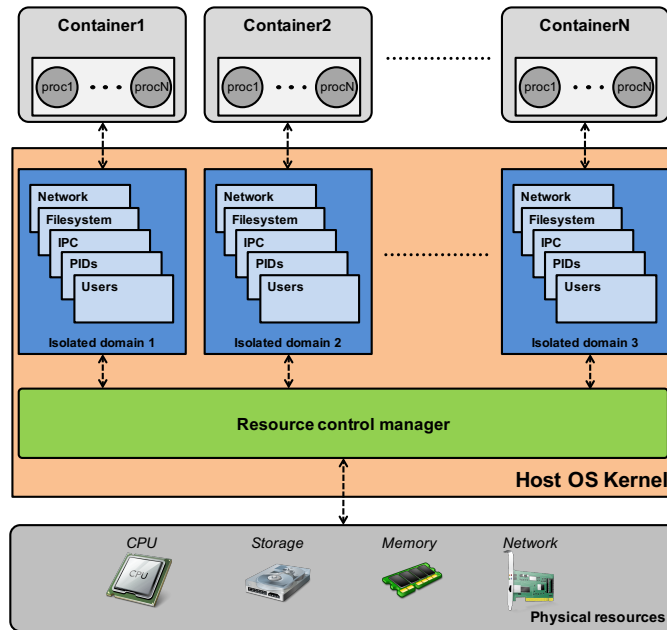 Container1
Container2
ContainerN
proc1 procN
proc1 procN
proc1 procN
Network
Filesystem
IPC
PIDs
Users
Isolated domain 1
Network
Filesystem
IPC
PIDs
Users
Isolated domain 2
Network
Filesystem
IPC
PIDs
Users
Isolated domain 3
Resource control manager
Host OS Kernel
CPU
Storage
Memory
Network
CPU
Physical resources